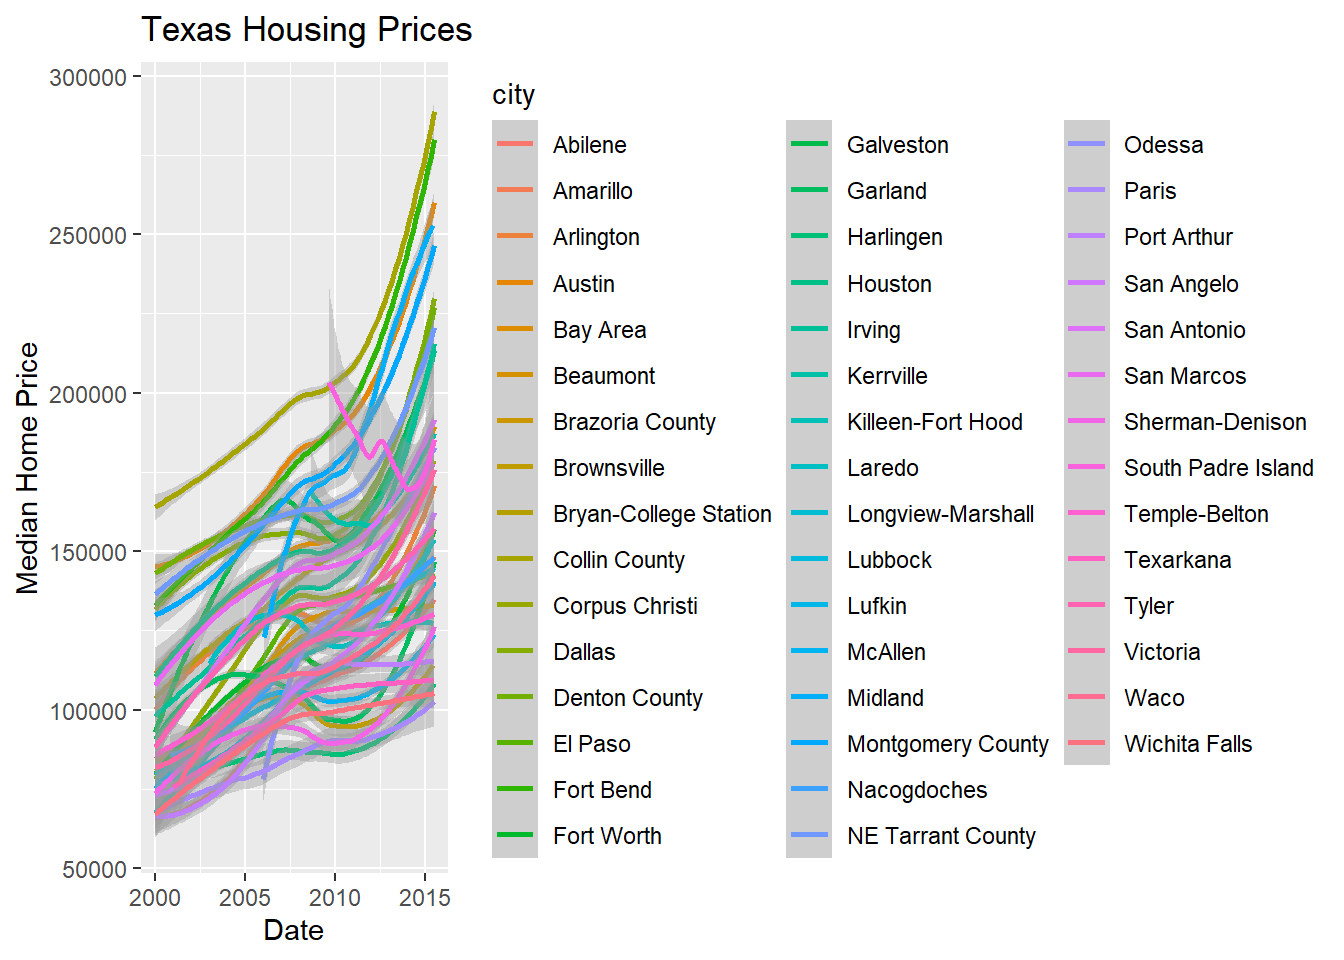 Texas Housing Prices
300000
250000
200000
150000
100000
50000
Median Home Price
2000 2005 2010 2015
Date
city
Abilene
Amarillo
Arlington
Austin
Bay Area
Beaumont
Brazoria County
Brownsville
Bryan-College Station
Collin County
Corpus Christi
Dallas
Denton County
El Paso
Fort Bend
Fort Worth
Galveston
Garland
Harlingen
Houston
Irving
Kerrville
Killeen-Fort Hood
Laredo
Longview-Marshall
Lubbock
Lufkin
McAllen
Midland
Montgomery County
Nacogdoches
NE Tarrant County
Odessa
Paris
Port Arthur
San Angelo
San Antonio
San Marcos
Sherman-Denison
South Padre Island
Temple-Belton
Texarkana
Tyler
Victoria
Waco
Wichita Falls